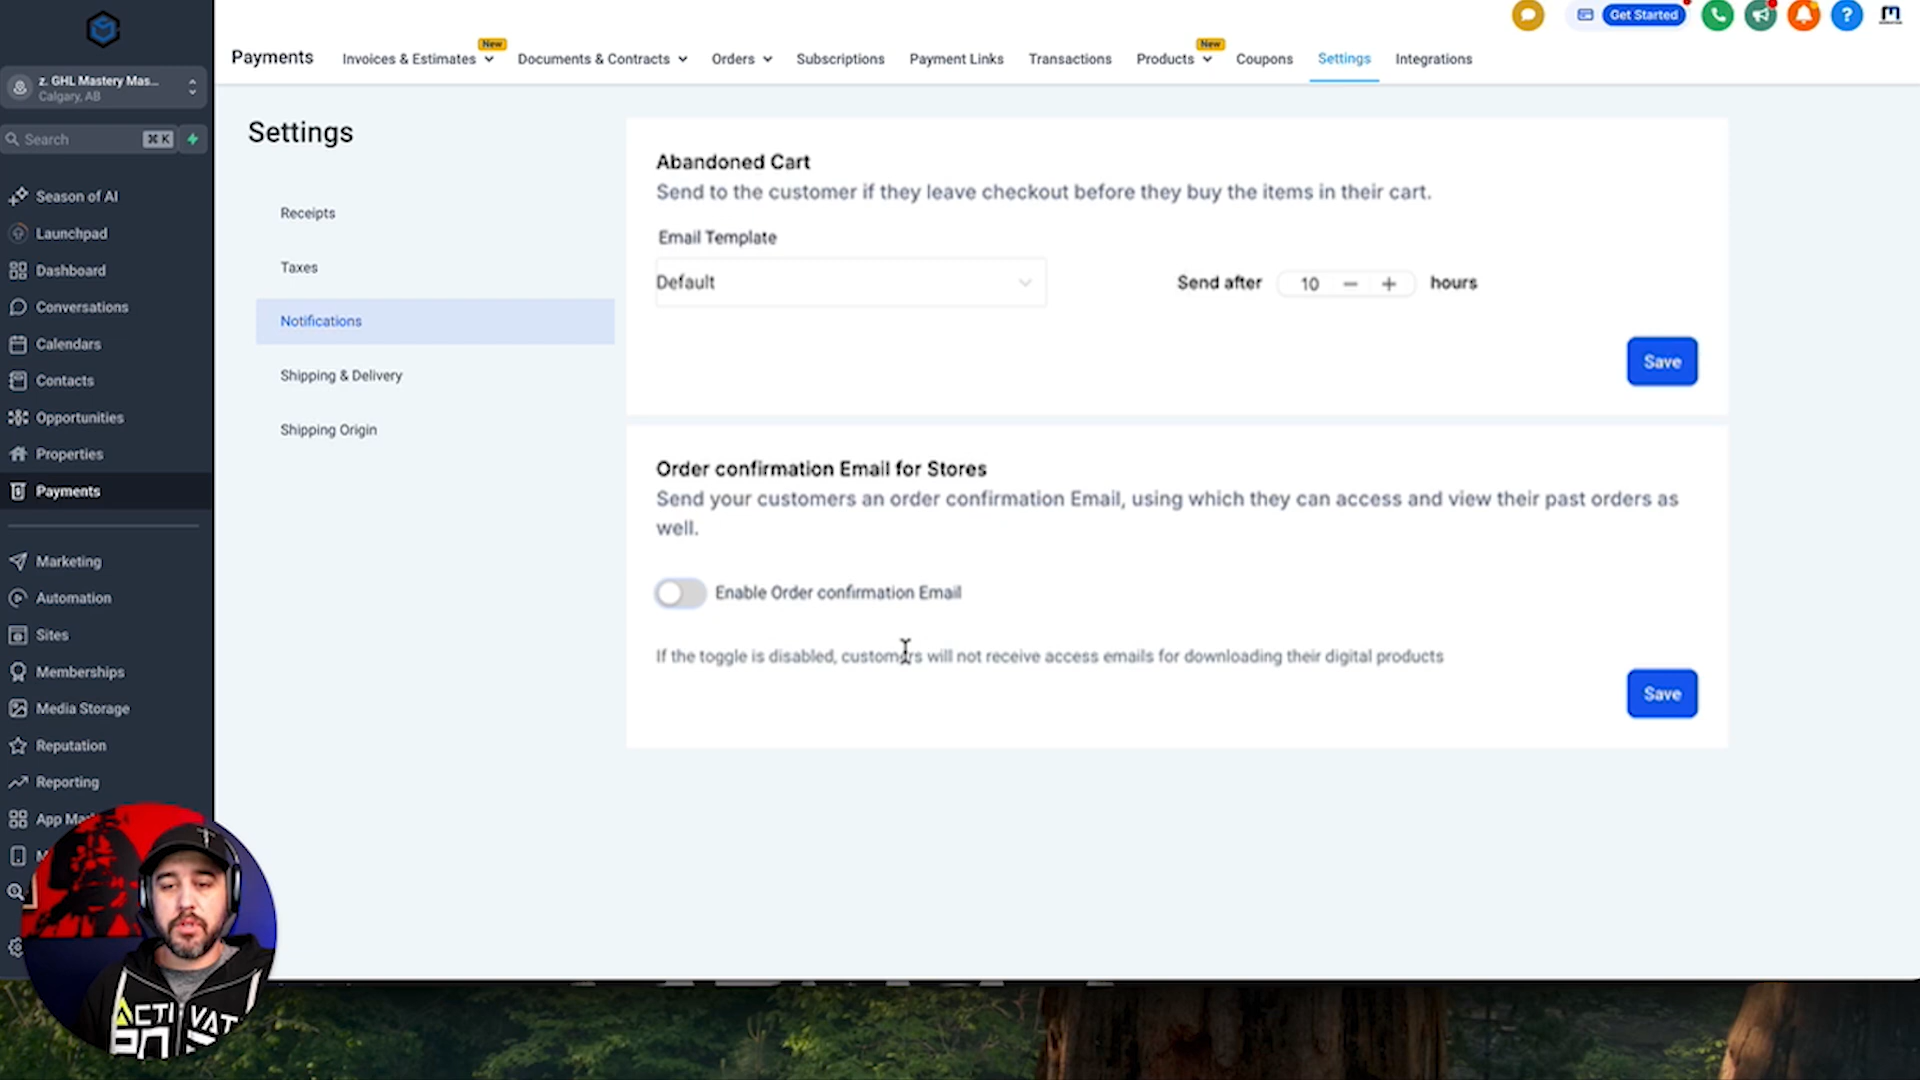 Get Started
Payments
Invoices & Estimates
New
Documents & Contracts
Orders
Subscriptions
Payment Links
Transactions
Products
New
Coupons
Settings
Integrations
z. GHL Mastery Mas...
Calgary, AB
Search
⌘ K
Season of AI
Launchpad
Dashboard
Conversations
Calendars
Contacts
Opportunities
Properties
Payments
Marketing
Automation
Sites
Memberships
Media Storage
Reputation
Reporting
App Ma
M
Settings
Receipts
Taxes
Notifications
Shipping & Delivery
Shipping Origin
Abandoned Cart
Send to the customer if they leave checkout before they buy the items in their cart.
Email Template
Default
Send after 10 − + hours
Save
Order confirmation Email for Stores
Send your customers an order confirmation Email, using which they can access and view their past orders as
well.
Enable Order confirmation Email
If the toggle is disabled, customers will not receive access emails for downloading their digital products
Save
ACTIVAT